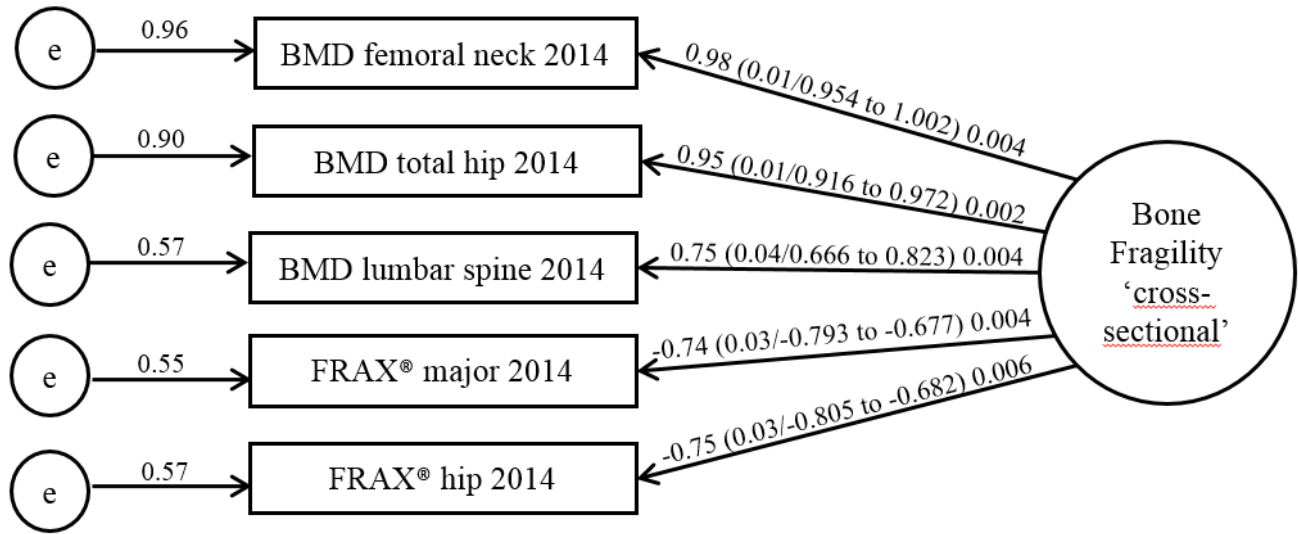 e
0.96
BMD femoral neck 2014
0.98 (0.01/0.954 to 1.002) 0.004
e
0.90
BMD total hip 2014
0.95 (0.01/0.916 to 0.972) 0.002
e
0.57
BMD lumbar spine 2014
0.75 (0.04/0.666 to 0.823) 0.004
e
0.55
FRAX® major 2014
-0.74 (0.03/-0.793 to -0.677) 0.004
e
0.57
FRAX® hip 2014
-0.75 (0.03/-0.805 to -0.682) 0.006
Bone
Fragility
‘cross-
sectional’